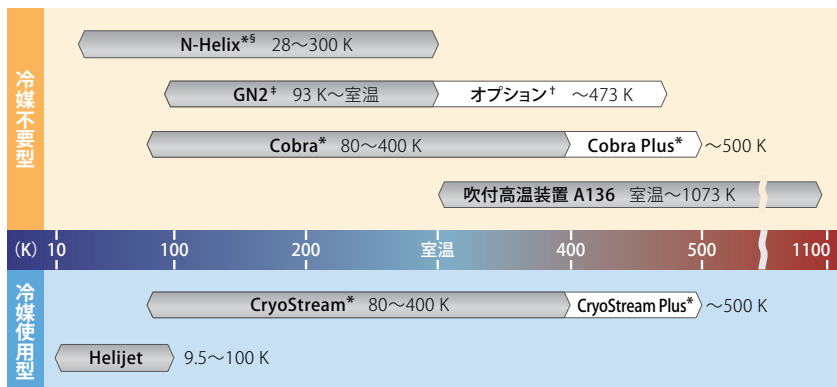 冷媒不要型
N-Helix*§ 28～300 K
GN2‡ 93 K～室温 オプション† ～473 K
Cobra* 80～400 K Cobra Plus* ～500 K
吹付高温装置 A136 室温～1073 K
(K) 10 100 200 室温 400 500 1100
冷媒使用型
CryoStream* 80～400 K CryoStream Plus* ～500 K
Helijet 9.5～100 K